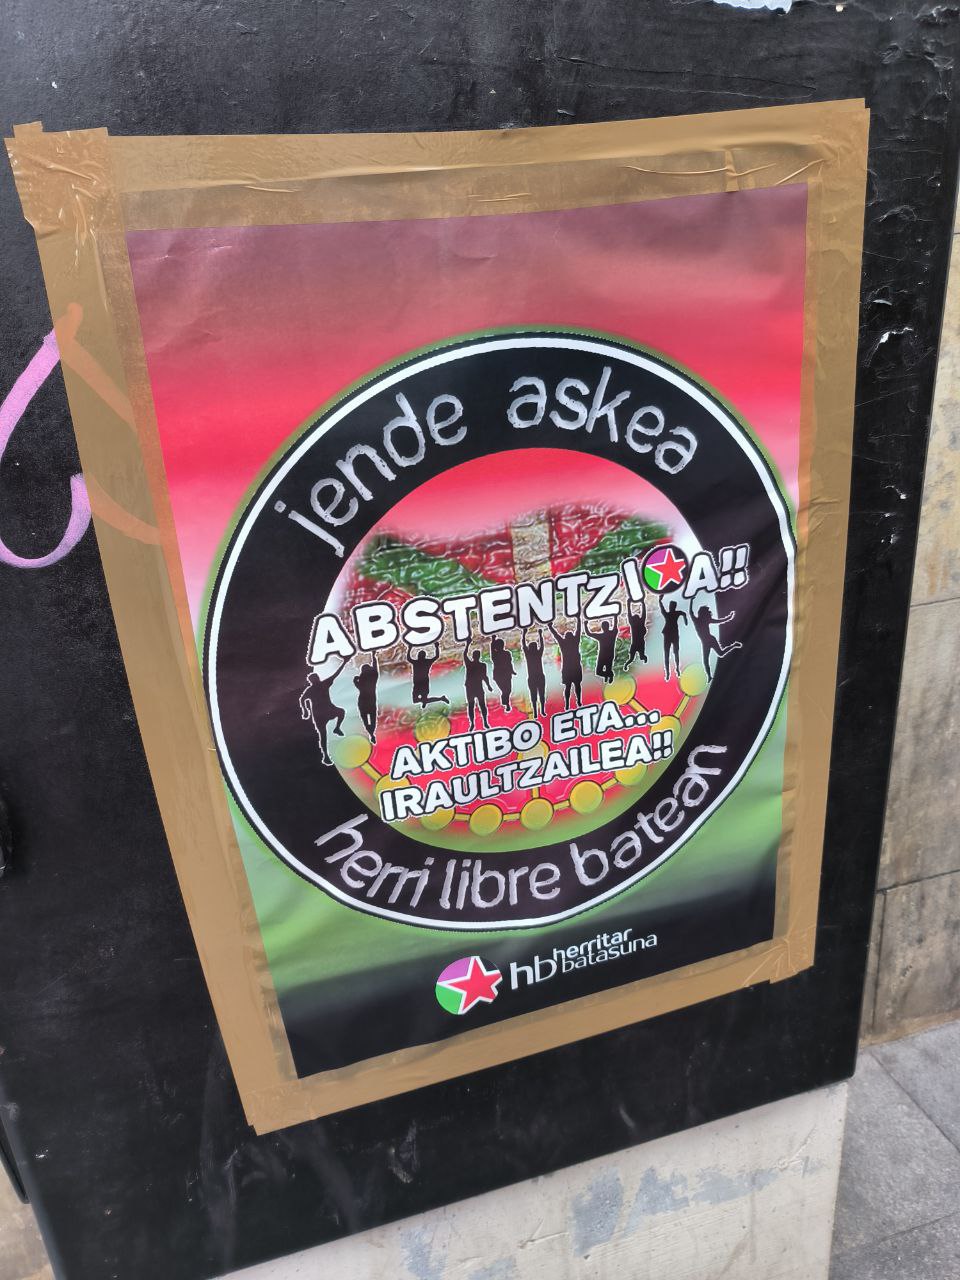 jende askea
ABSTENTZIOA!!
AKTIBO ETA...
IRAULTZAILEA!!
herri libre batean
hb herritar
batasuna